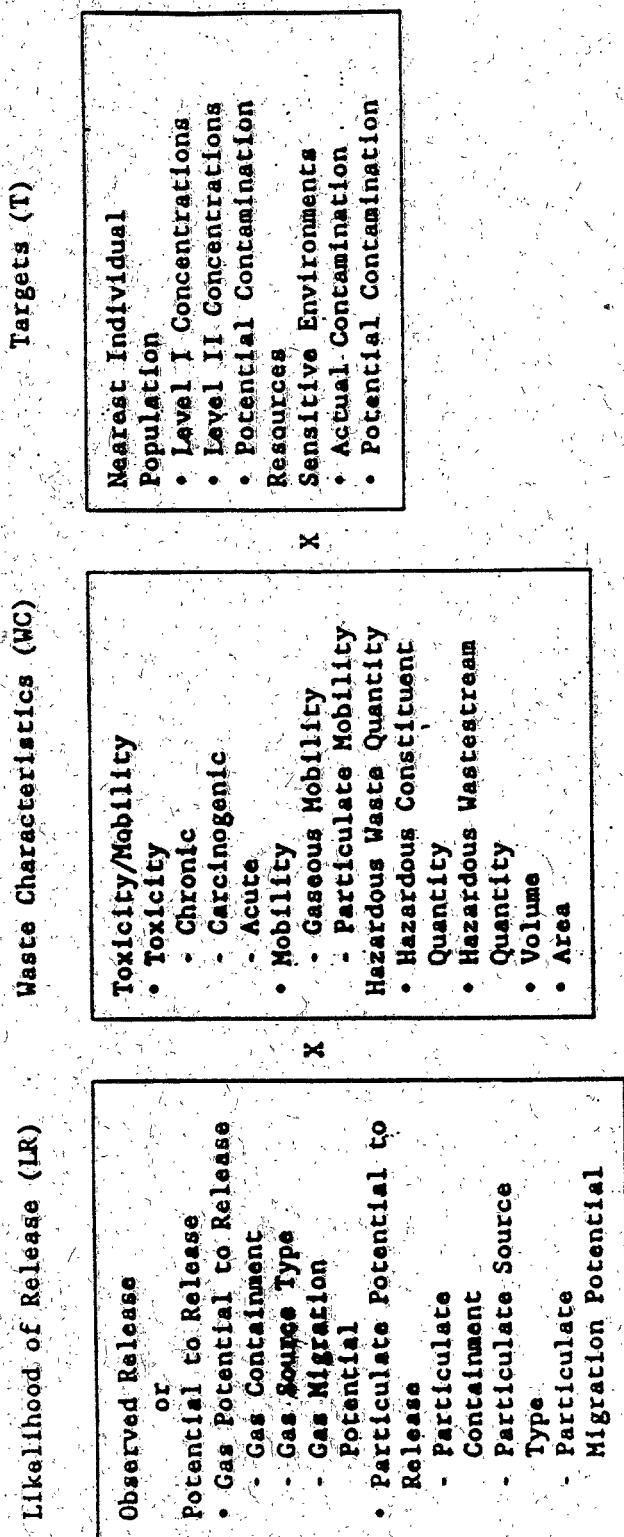 Likelihood of Release (LR)
Observed Release
or
Potential to Release
• Gas Potential to Release
- Gas Containment
- Gas Source Type
- Gas Migration
Potential
• Particulate Potential to
Release
- Particulate
Containment
- Particulate Source
Type
- Particulate
Migration Potential
X
Waste Characteristics (WC)
Toxicity/Mobility
• Toxicity
- Chronic
- Carcinogenic
- Acute
• Mobility
- Gaseous Mobility
- Particulate Mobility
Hazardous Waste Quantity
• Hazardous Constituent
Quantity
• Hazardous Wastestream
Quantity
• Volume
• Area
X
Targets (T)
Nearest Individual
Population
• Level I Concentrations
• Level II Concentrations
• Potential Contamination
Resources
Sensitive Environments
• Actual Contamination
• Potential Contamination